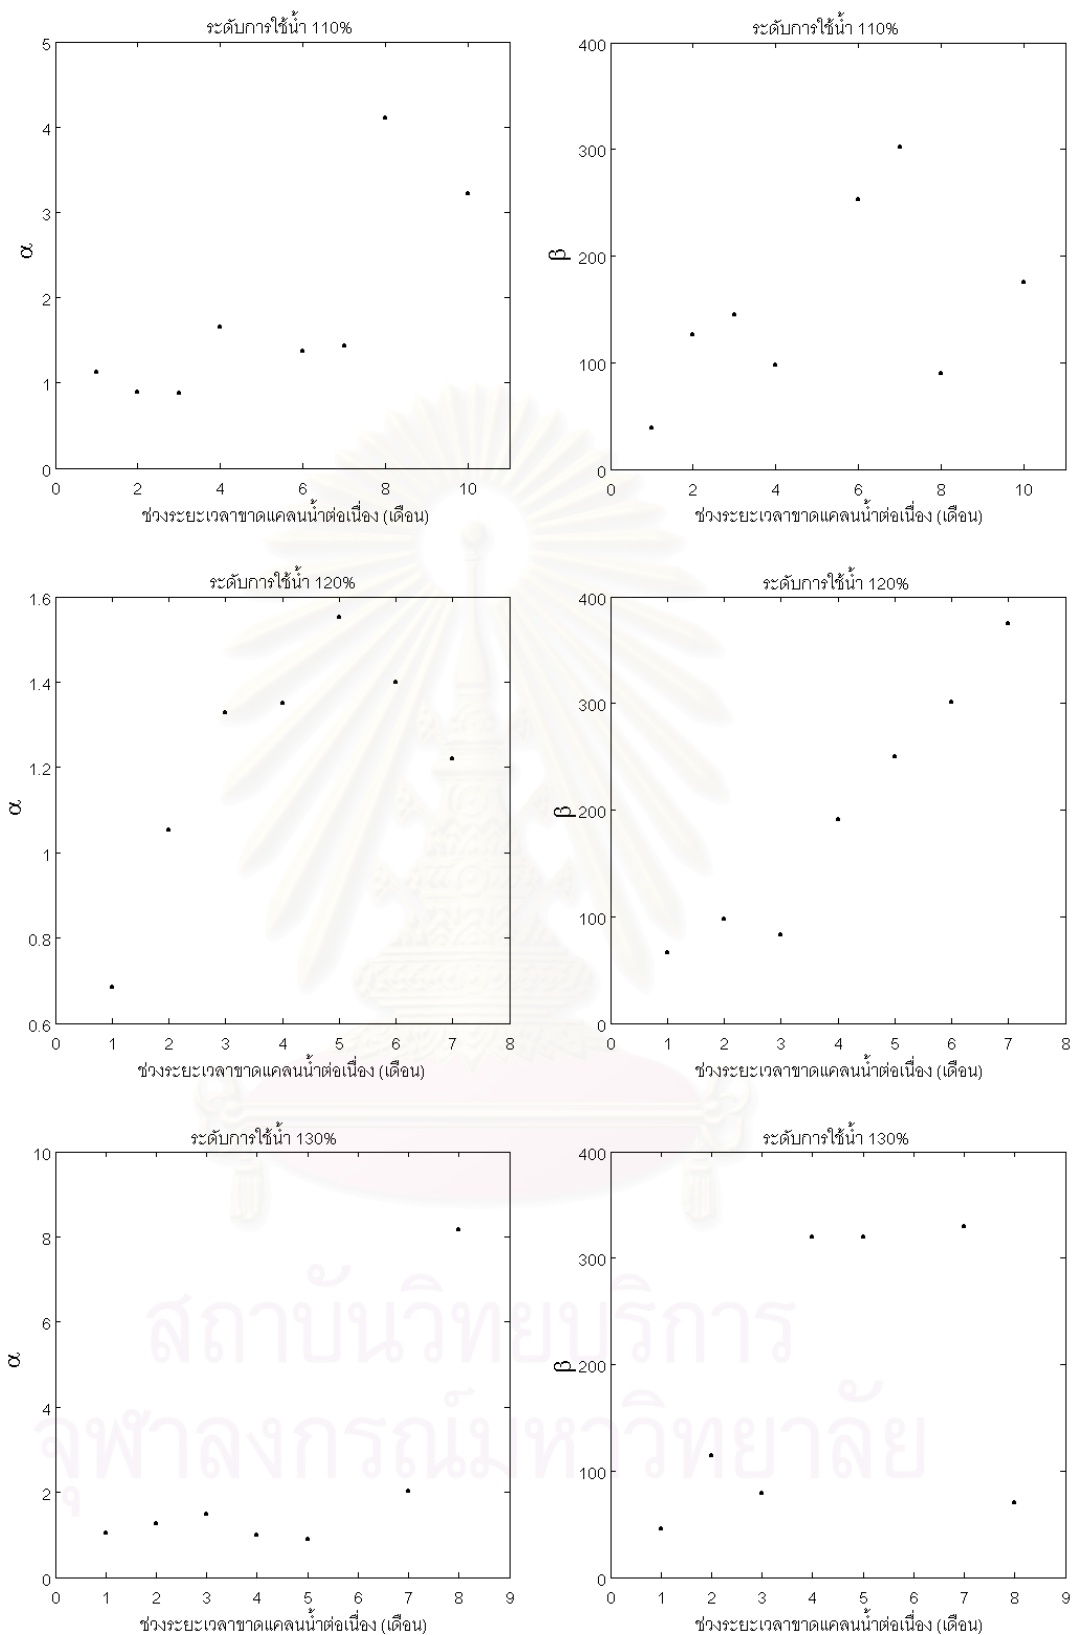 ระดับการใช้น้ำ 110%
5
4
3
2
1
0
α
0 2 4 6 8 10
ช่วงระยะเวลาขาดแคลนน้ำต่อเนื่อง (เดือน)
ระดับการใช้น้ำ 110%
400
300
200
100
0
β
0 2 4 6 8 10
ช่วงระยะเวลาขาดแคลนน้ำต่อเนื่อง (เดือน)
ระดับการใช้น้ำ 120%
1.6
1.4
1.2
1
0.8
0.6
α
0 1 2 3 4 5 6 7 8
ช่วงระยะเวลาขาดแคลนน้ำต่อเนื่อง (เดือน)
ระดับการใช้น้ำ 120%
400
300
200
100
0
β
0 1 2 3 4 5 6 7 8
ช่วงระยะเวลาขาดแคลนน้ำต่อเนื่อง (เดือน)
ระดับการใช้น้ำ 130%
10
8
6
4
2
0
α
0 1 2 3 4 5 6 7 8 9
ช่วงระยะเวลาขาดแคลนน้ำต่อเนื่อง (เดือน)
ระดับการใช้น้ำ 130%
400
300
200
100
0
β
0 1 2 3 4 5 6 7 8 9
ช่วงระยะเวลาขาดแคลนน้ำต่อเนื่อง (เดือน)
สถาบันวิทยบริการ
จุฬาลงกรณ์มหาวิทยาลัย